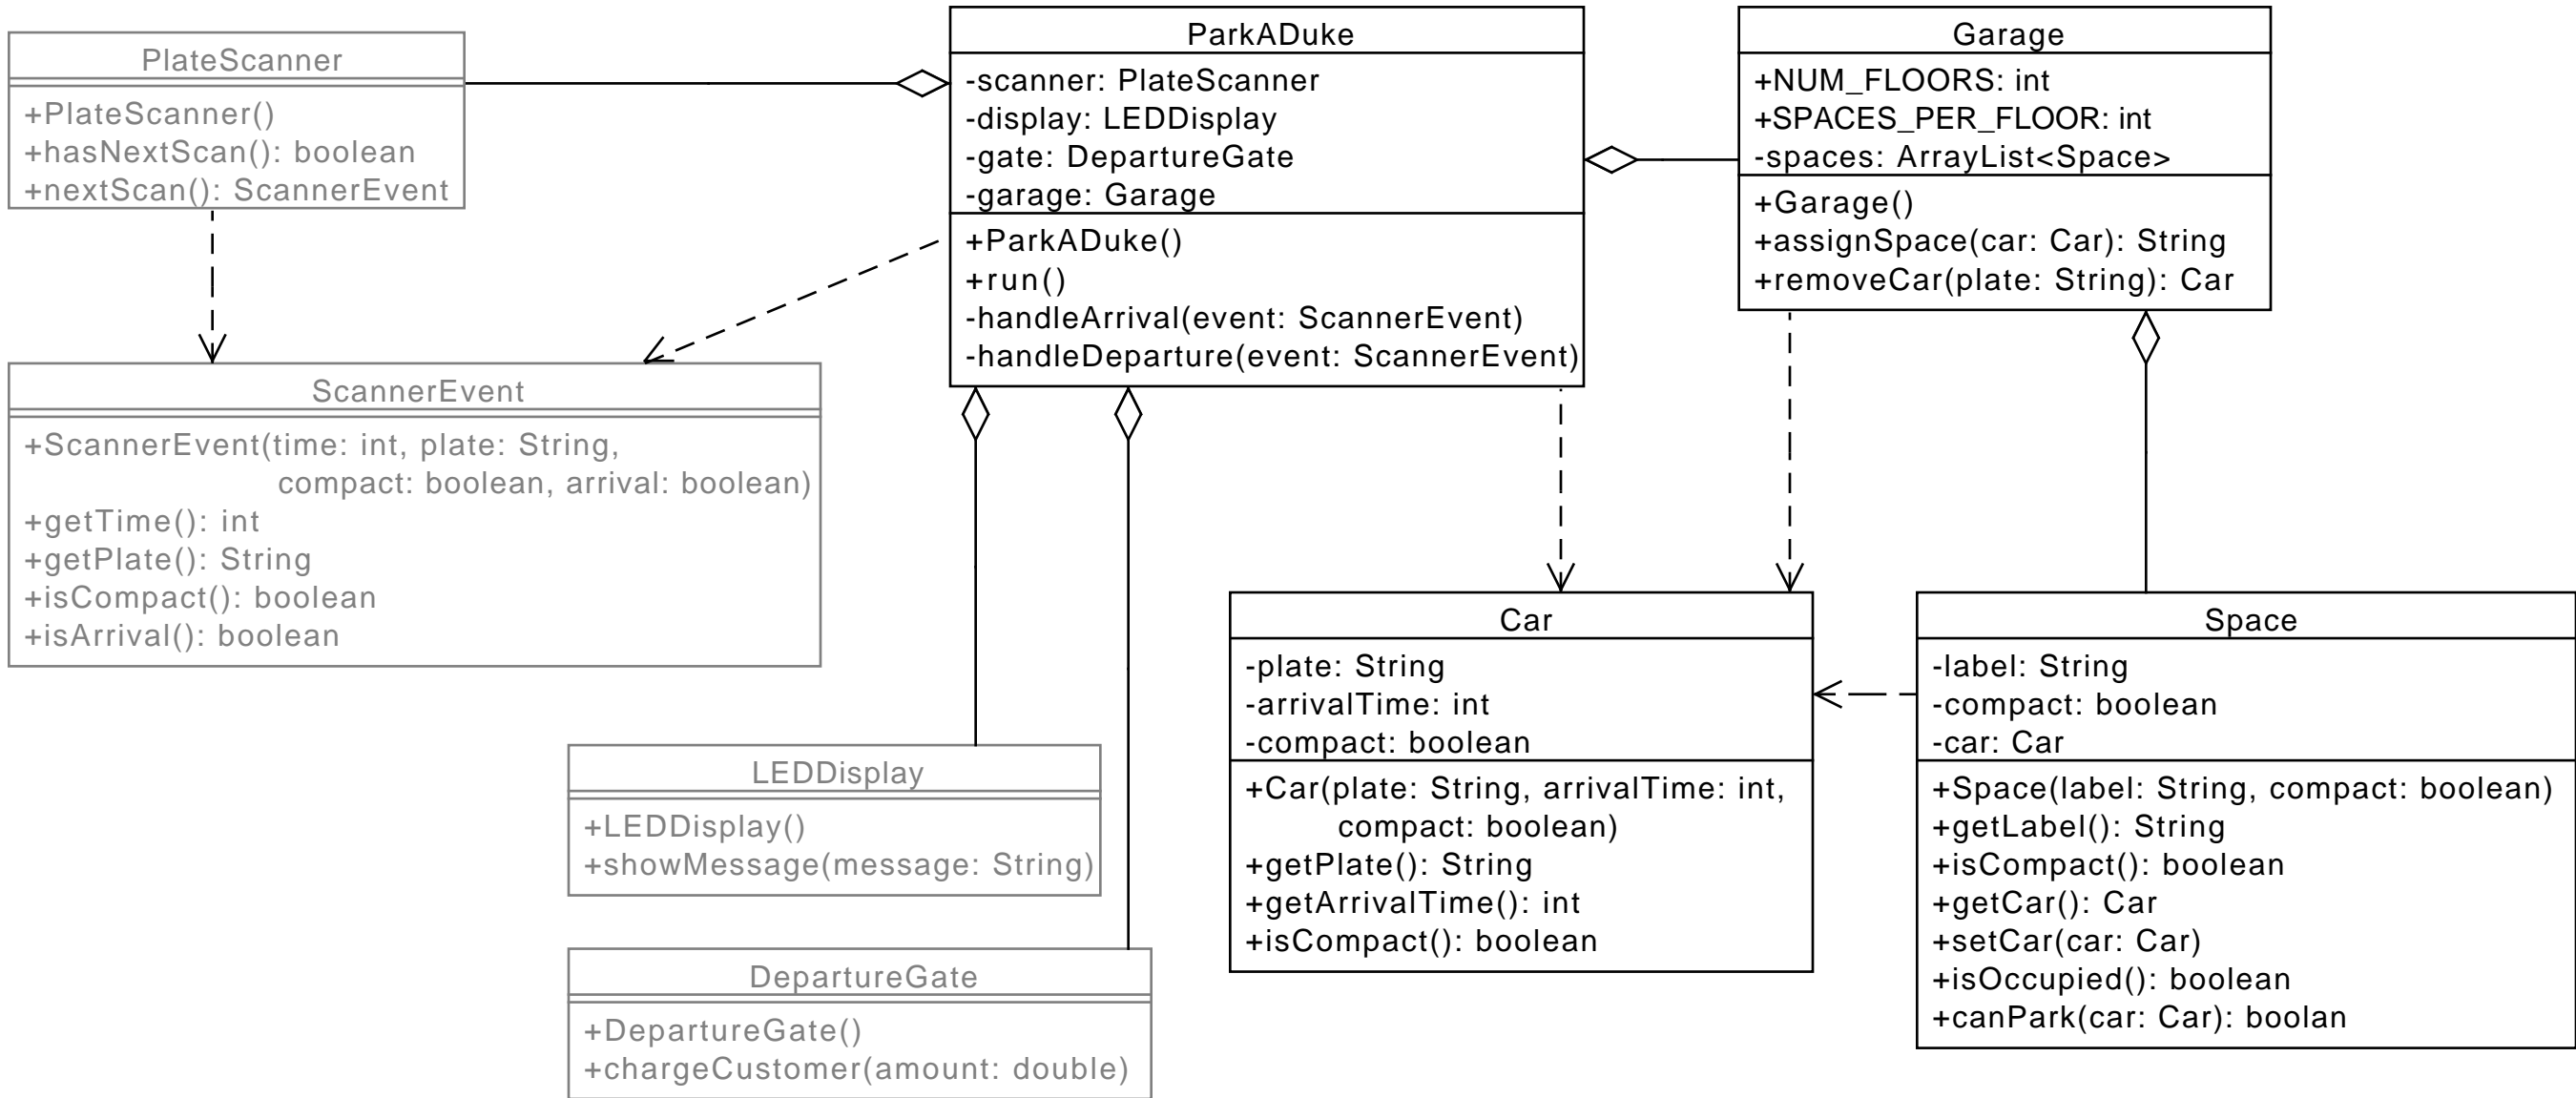 PlateScanner
+PlateScanner()
+hasNextScan(): boolean
+nextScan(): ScannerEvent
ParkADuke
-scanner: PlateScanner
-display: LEDDisplay
-gate: DepartureGate
-garage: Garage
+ParkADuke()
+run()
-handleArrival(event: ScannerEvent)
-handleDeparture(event: ScannerEvent)
Garage
+NUM_FLOORS: int
+SPACES_PER_FLOOR: int
-spaces: ArrayList<Space>
+Garage()
+assignSpace(car: Car): String
+removeCar(plate: String): Car
ScannerEvent
+ScannerEvent(time: int, plate: String,
compact: boolean, arrival: boolean)
+getTime(): int
+getPlate(): String
+isCompact(): boolean
+isArrival(): boolean
LEDDisplay
+LEDDisplay()
+showMessage(message: String)
DepartureGate
+DepartureGate()
+chargeCustomer(amount: double)
Car
-plate: String
-arrivalTime: int
-compact: boolean
+Car(plate: String, arrivalTime: int,
compact: boolean)
+getPlate(): String
+getArrivalTime(): int
+isCompact(): boolean
Space
-label: String
-compact: boolean
-car: Car
+Space(label: String, compact: boolean)
+getLabel(): String
+isCompact(): boolean
+getCar(): Car
+setCar(car: Car)
+isOccupied(): boolean
+canPark(car: Car): boolan